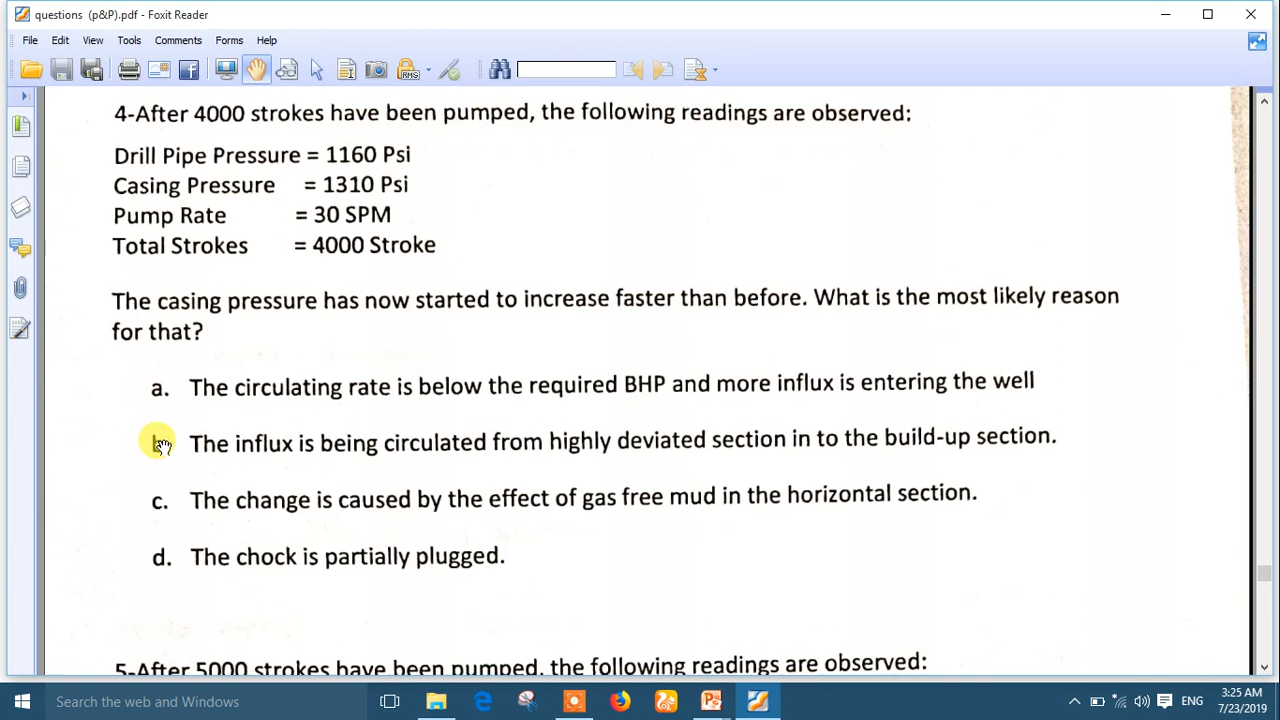 questions (p&P).pdf - Foxit Reader
File Edit View Tools Comments Forms Help
4-After 4000 strokes have been pumped, the following readings are observed:
Drill Pipe Pressure = 1160 Psi
Casing Pressure = 1310 Psi
Pump Rate = 30 SPM
Total Strokes = 4000 Stroke
The casing pressure has now started to increase faster than before. What is the most likely reason
for that?
a. The circulating rate is below the required BHP and more influx is entering the well
b. The influx is being circulated from highly deviated section in to the build-up section.
c. The change is caused by the effect of gas free mud in the horizontal section.
d. The chock is partially plugged.
5-After 5000 strokes have been pumped, the following readings are observed:
Search the web and Windows
ENG
3:25 AM
7/23/2019